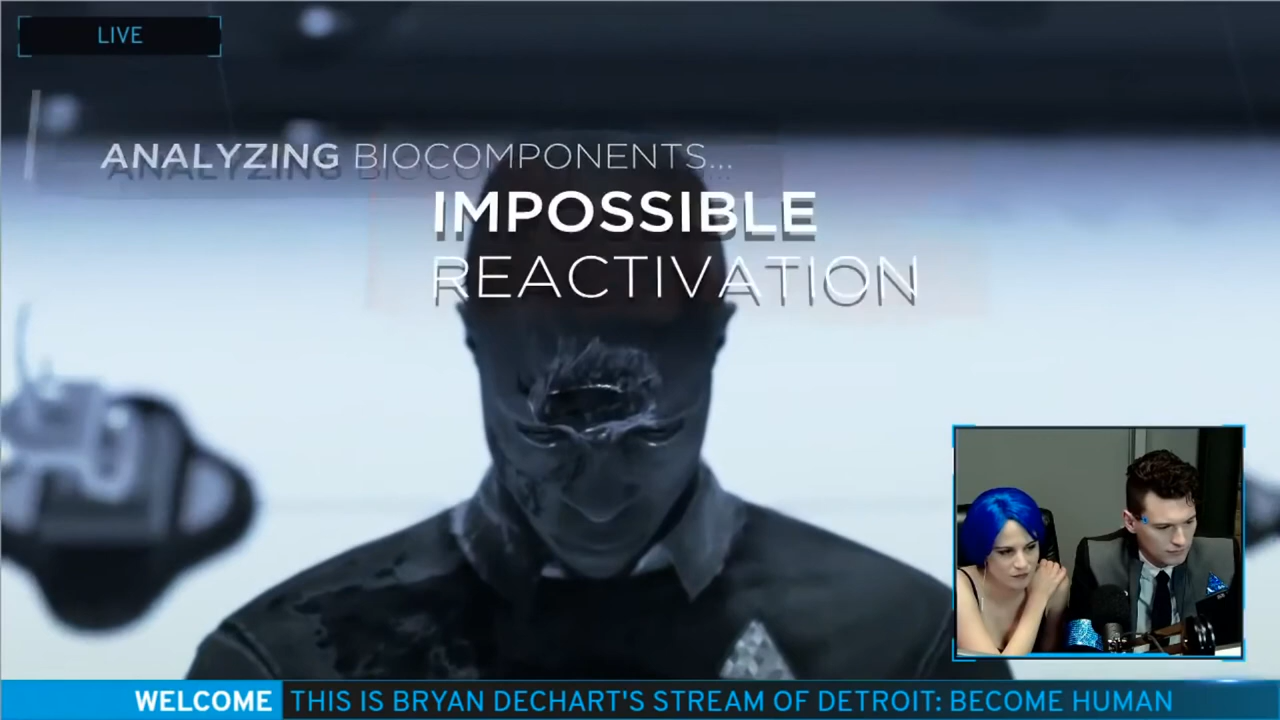 LIVE
ANALYZING BIOCOMPONENTS...
IMPOSSIBLE
REACTIVATION
WELCOME THIS IS BRYAN DECHART'S STREAM OF DETROIT: BECOME HUMAN